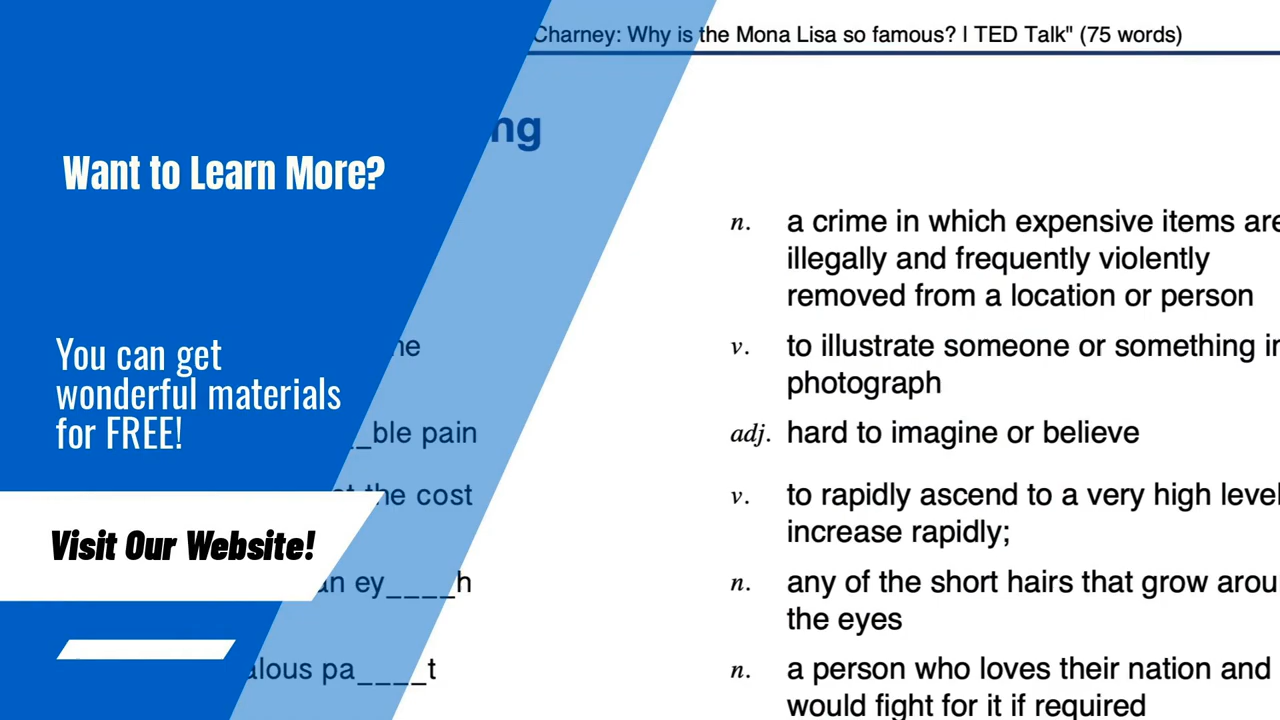 Charney: Why is the Mona Lisa so famous? | TED Talk" (75 words)
ng
Want to Learn More?
You can get
wonderful materials
for FREE!
Visit Our Website!
n. a crime in which expensive items are
illegally and frequently violently
removed from a location or person
v. to illustrate someone or something in
photograph
_ble pain
adj. hard to imagine or believe
the cost
v. to rapidly ascend to a very high level
increase rapidly;
an ey____h
n. any of the short hairs that grow arou
the eyes
alous pa____t
n. a person who loves their nation and
would fight for it if required